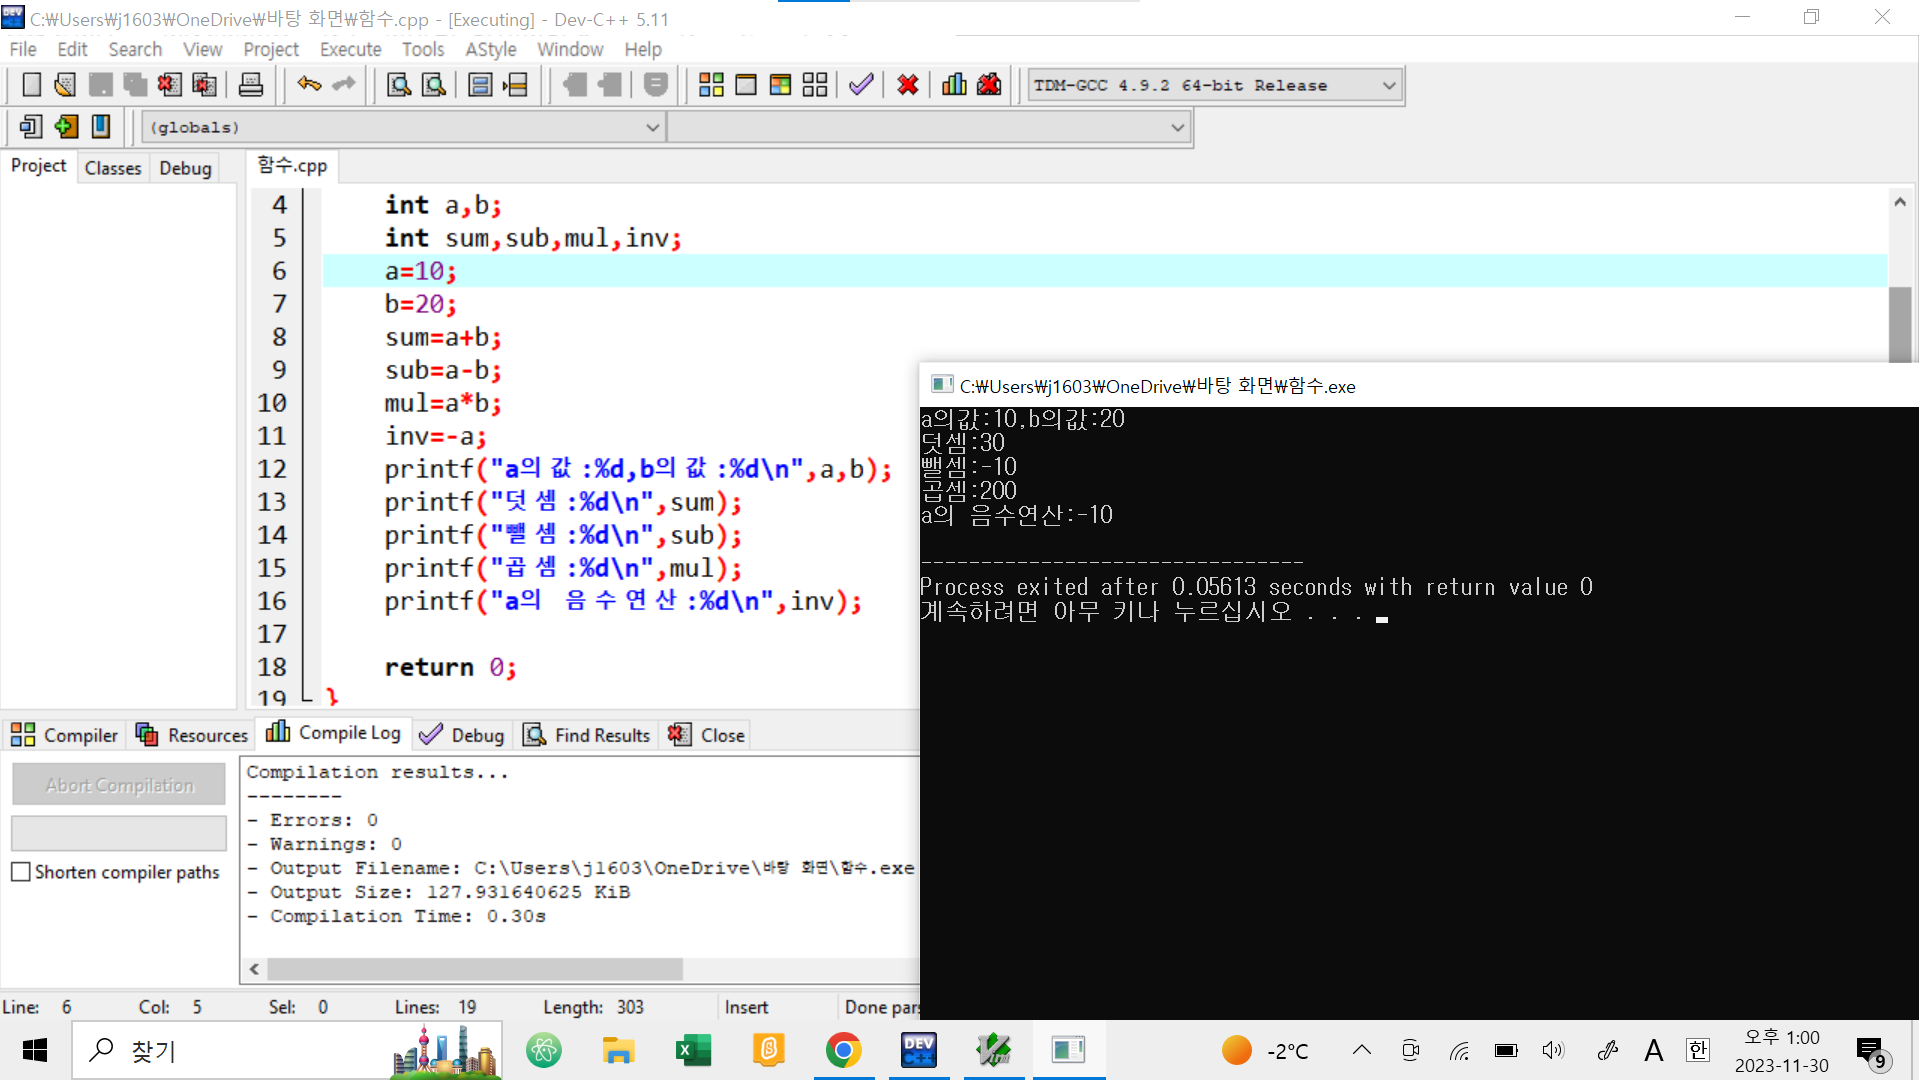 C:\Users\j1603\OneDrive\바탕 화면\함수.cpp - [Executing] - Dev-C++ 5.11
File Edit Search View Project Execute Tools AStyle Window Help
TDM-GCC 4.9.2 64-bit Release
(globals)
Project Classes Debug
함수.cpp
4 int a,b;
5 int sum,sub,mul,inv;
6 a=10;
7 b=20;
8 sum=a+b;
9 sub=a-b;
10 mul=a*b;
11 inv=-a;
12 printf("a의 값 :%d,b의 값 :%d\n",a,b);
13 printf("덧 셈 :%d\n",sum);
14 printf("뺄 셈 :%d\n",sub);
15 printf("곱 셈 :%d\n",mul);
16 printf("a의 음 수 연 산 :%d\n",inv);
17
18 return 0;
19 }
C:\Users\j1603\OneDrive\바탕 화면\함수.exe
a의값:10,b의값:20
덧셈:30
뺄셈:-10
곱셈:200
a의 음수연산:-10
--------------------------------
Process exited after 0.05613 seconds with return value 0
계속하려면 아무 키나 누르십시오 . . .
Compiler Resources Compile Log Debug Find Results Close
Abort Compilation
Shorten compiler paths
Compilation results...
--------
- Errors: 0
- Warnings: 0
- Output Filename: C:\Users\j1603\OneDrive\바탕 화면\함수.exe
- Output Size: 127.931640625 KiB
- Compilation Time: 0.30s
Line: 6 Col: 5 Sel: 0 Lines: 19 Length: 303 Insert Done pars
찾기
DEV C++
-2°C
A
한
오후 1:00
2023-11-30
9